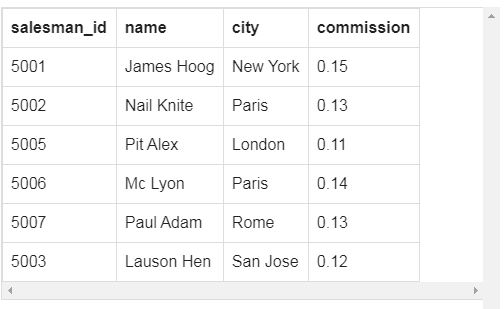 salesman_id name city commission
5001 James Hoog New York 0.15
5002 Nail Knite Paris 0.13
5005 Pit Alex London 0.11
5006 Mc Lyon Paris 0.14
5007 Paul Adam Rome 0.13
5003 Lauson Hen San Jose 0.12